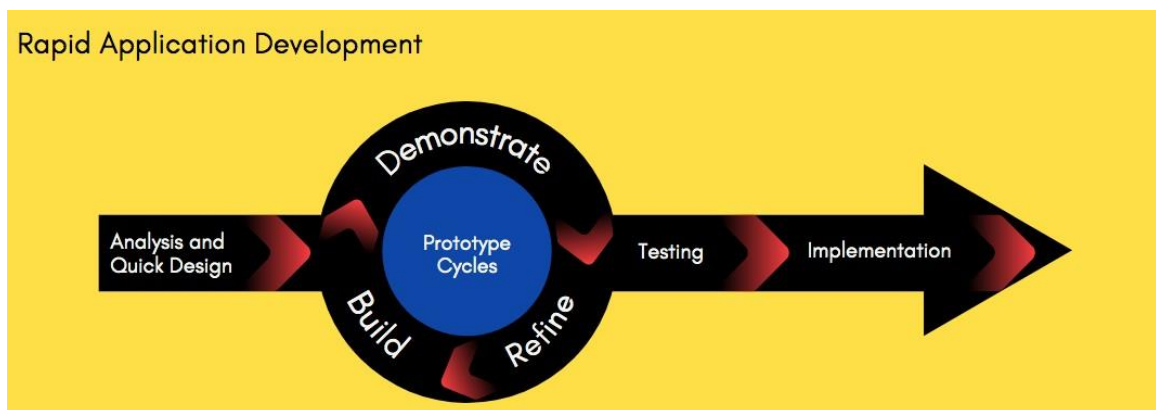 Rapid Application Development
Analysis and
Quick Design
Demonstrate
Refine
Build
Prototype
Cycles
Testing
Implementation